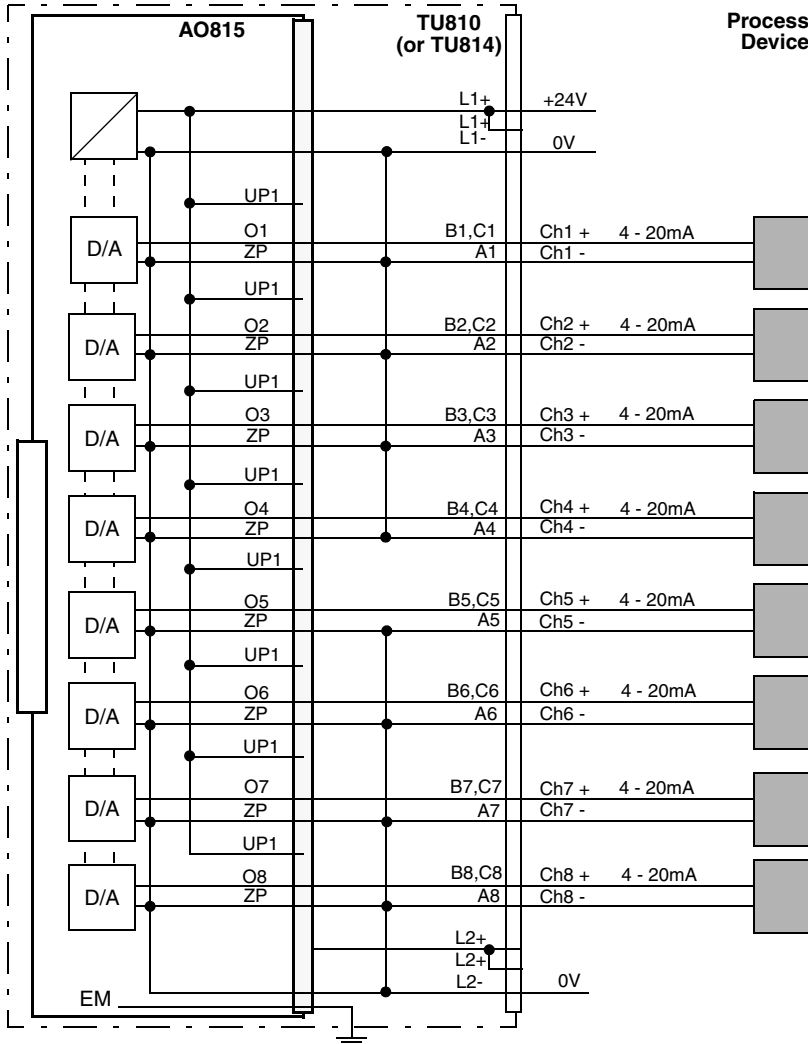 AO815
TU810
(or TU814)
Process
Device
L1+ +24V
L1+
L1- 0V
UP1
D/A O1 B1,C1 Ch1 + 4 - 20mA
ZP A1 Ch1 -
UP1
D/A O2 B2,C2 Ch2 + 4 - 20mA
ZP A2 Ch2 -
UP1
D/A O3 B3,C3 Ch3 + 4 - 20mA
ZP A3 Ch3 -
UP1
D/A O4 B4,C4 Ch4 + 4 - 20mA
ZP A4 Ch4 -
UP1
D/A O5 B5,C5 Ch5 + 4 - 20mA
ZP A5 Ch5 -
UP1
D/A O6 B6,C6 Ch6 + 4 - 20mA
ZP A6 Ch6 -
UP1
D/A O7 B7,C7 Ch7 + 4 - 20mA
ZP A7 Ch7 -
UP1
D/A O8 B8,C8 Ch8 + 4 - 20mA
ZP A8 Ch8 -
L2+
L2+
L2- 0V
EM